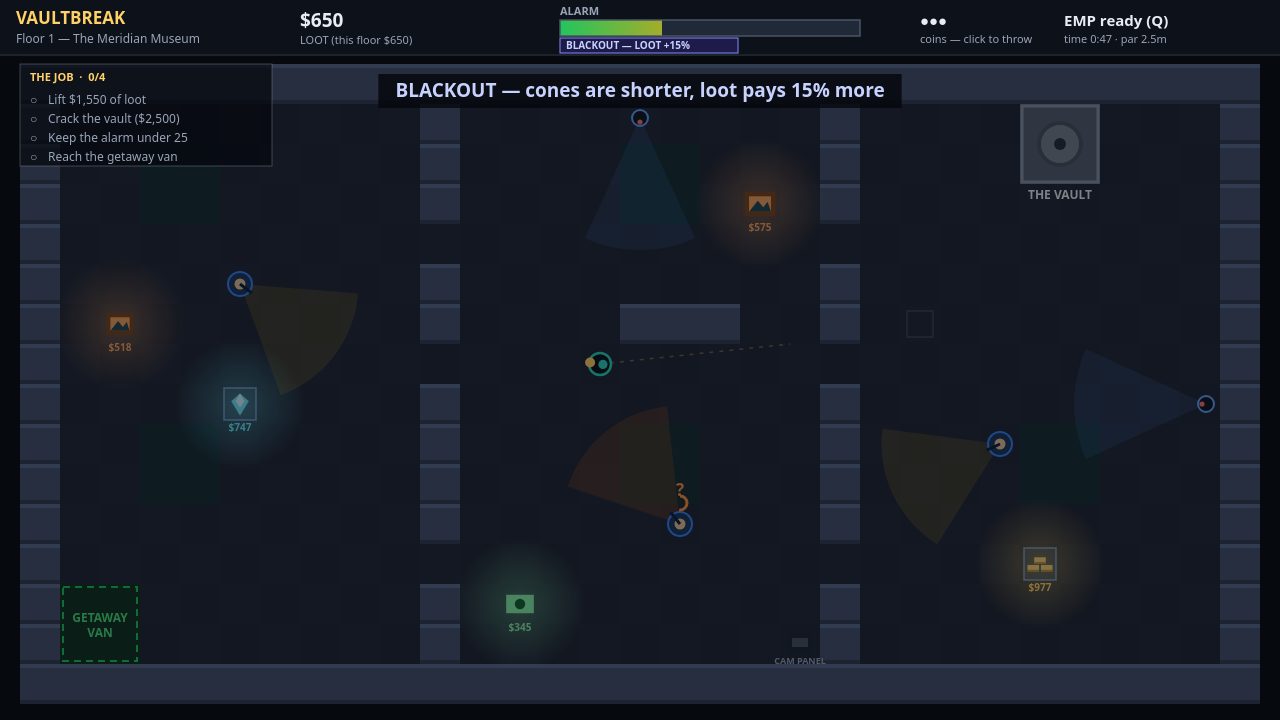 VAULTBREAK
Floor 1 — The Meridian Museum
$650
LOOT (this floor $650)
ALARM
BLACKOUT — LOOT +15%
●●●
coins — click to throw
EMP ready (Q)
time 0:47 · par 2.5m
THE JOB · 0/4
○ Lift $1,550 of loot
○ Crack the vault ($2,500)
○ Keep the alarm under 25
○ Reach the getaway van
BLACKOUT — cones are shorter, loot pays 15% more
THE VAULT
$575
$518
$747
?
$977
$345
GETAWAY
VAN
CAM PANEL